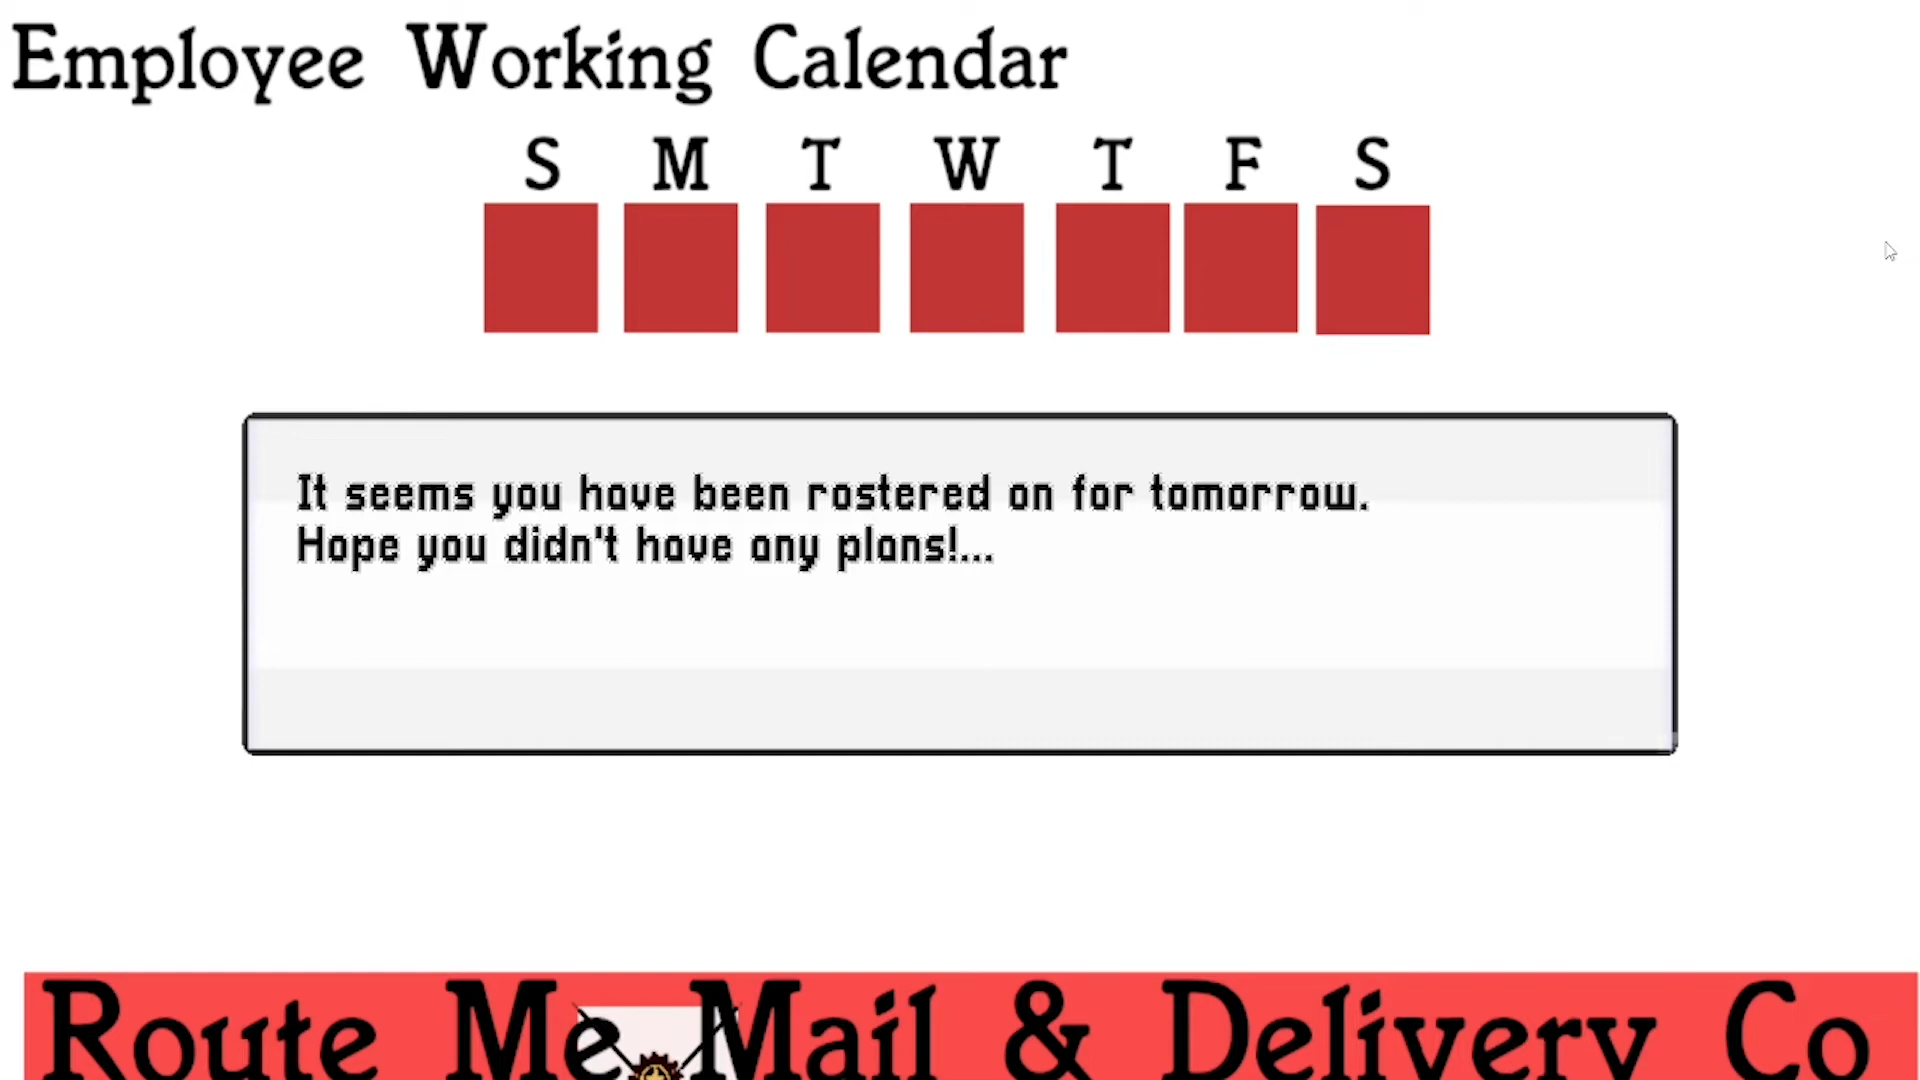 Employee Working Calendar
S M T W T F S
It seems you have been rostered on for tomorrow.
Hope you didn't have any plans!...
Route Me Mail & Delivery Co